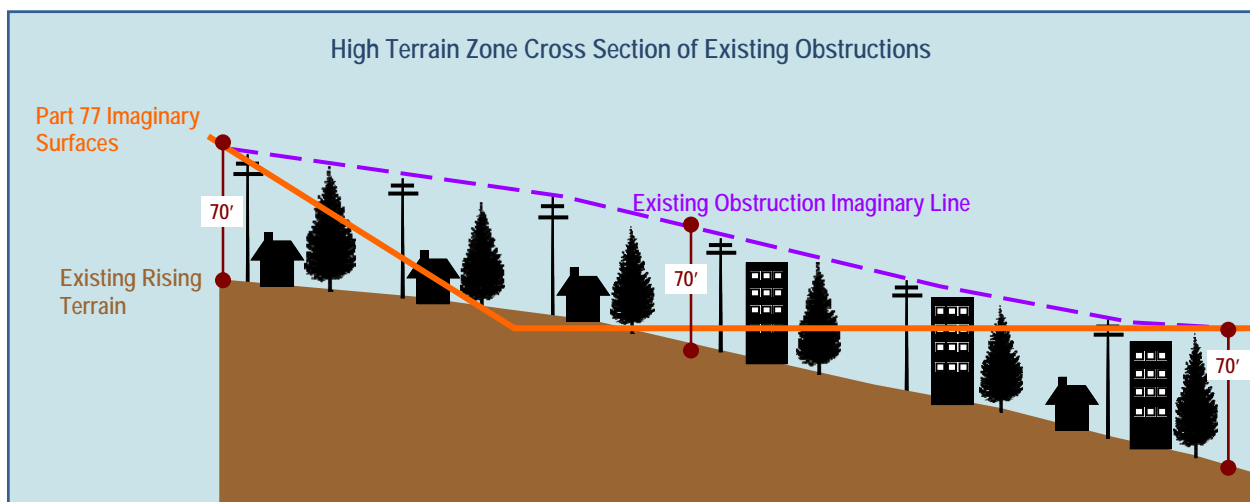 High Terrain Zone Cross Section of Existing Obstructions
Part 77 Imaginary
Surfaces
70’
Existing Obstruction Imaginary Line
Existing Rising
Terrain
70’
70’